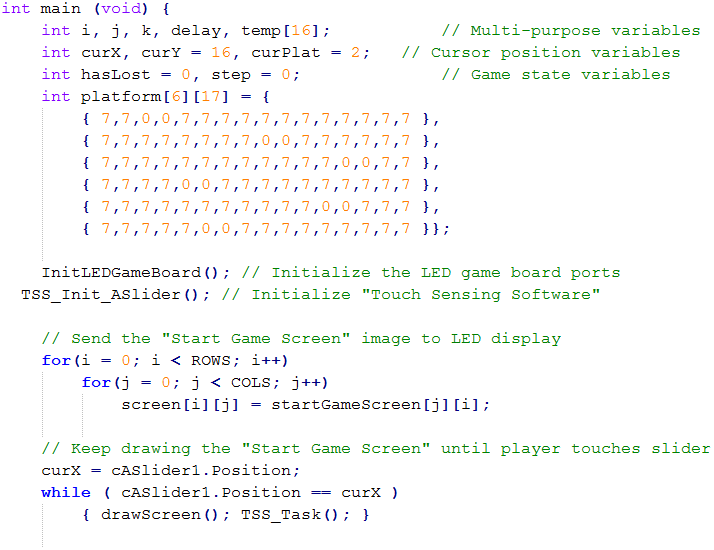 int main (void) {
int i, j, k, delay, temp[16]; // Multi-purpose variables
int curX, curY = 16, curPlat = 2; // Cursor position variables
int hasLost = 0, step = 0; // Game state variables
int platform[6][17] = {
{ 7,7,0,0,7,7,7,7,7,7,7,7,7,7,7,7 },
{ 7,7,7,7,7,7,7,7,0,0,7,7,7,7,7,7 },
{ 7,7,7,7,7,7,7,7,7,7,7,7,0,0,7,7 },
{ 7,7,7,7,0,0,7,7,7,7,7,7,7,7,7,7 },
{ 7,7,7,7,7,7,7,7,7,7,7,0,0,7,7,7 },
{ 7,7,7,7,7,0,0,7,7,7,7,7,7,7,7,7 }};
InitLEDGameBoard(); // Initialize the LED game board ports
TSS_Init_ASlider(); // Initialize "Touch Sensing Software"
// Send the "Start Game Screen" image to LED display
for(i = 0; i < ROWS; i++)
for(j = 0; j < COLS; j++)
screen[i][j] = startGameScreen[j][i];
// Keep drawing the "Start Game Screen" until player touches slider
curX = cASlider1.Position;
while ( cASlider1.Position == curX )
{ drawScreen(); TSS_Task(); }